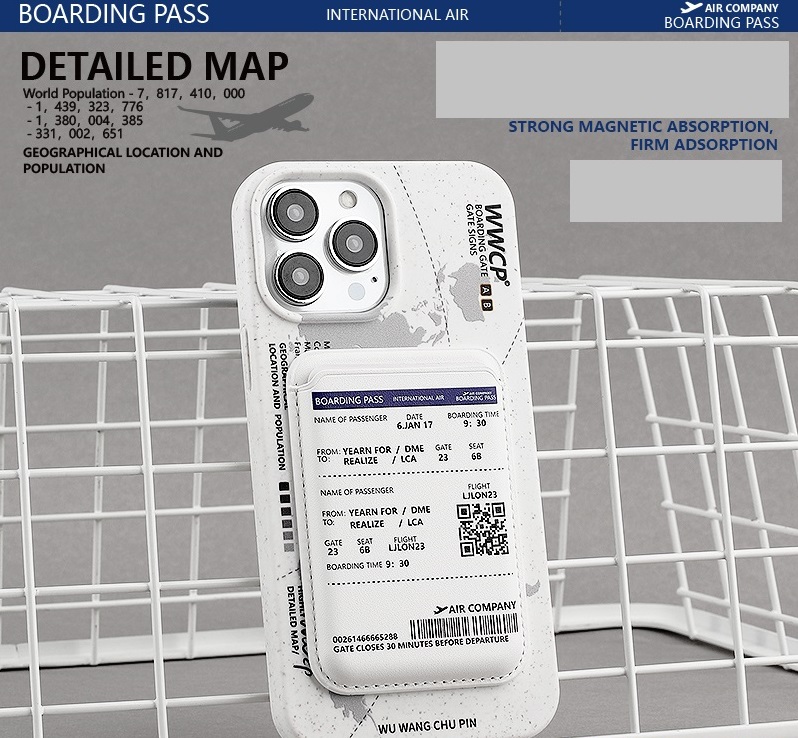 BOARDING PASS
INTERNATIONAL AIR
AIR COMPANY
BOARDING PASS
DETAILED MAP
World Population - 7, 817, 410, 000
- 1, 439, 323, 776
- 1, 380, 004, 385
- 331, 002, 651
GEOGRAPHICAL LOCATION AND
POPULATION
STRONG MAGNETIC ABSORPTION,
FIRM ADSORPTION
WWCP®
BOARDING GATE
GATE SIGNS
A B
GEOGRAPHICAL
LOCATION AND POPULATION
BOARDING PASS INTERNATIONAL AIR AIR COMPANY
BOARDING PASS
NAME OF PASSENGER DATE BOARDING TIME
6.JAN 17 9: 30
FROM: YEARN FOR / DME GATE SEAT
TO: REALIZE / LCA 23 6B
NAME OF PASSENGER FLIGHT
LJLON23
FROM: YEARN FOR / DME
TO: REALIZE / LCA
GATE SEAT FLIGHT
23 6B LJLON23
BOARDING TIME 9: 30
AIR COMPANY
00261466665288
GATE CLOSES 30 MINUTES BEFORE DEPARTURE
DETAILED MAP/
WU WANG CHU PIN